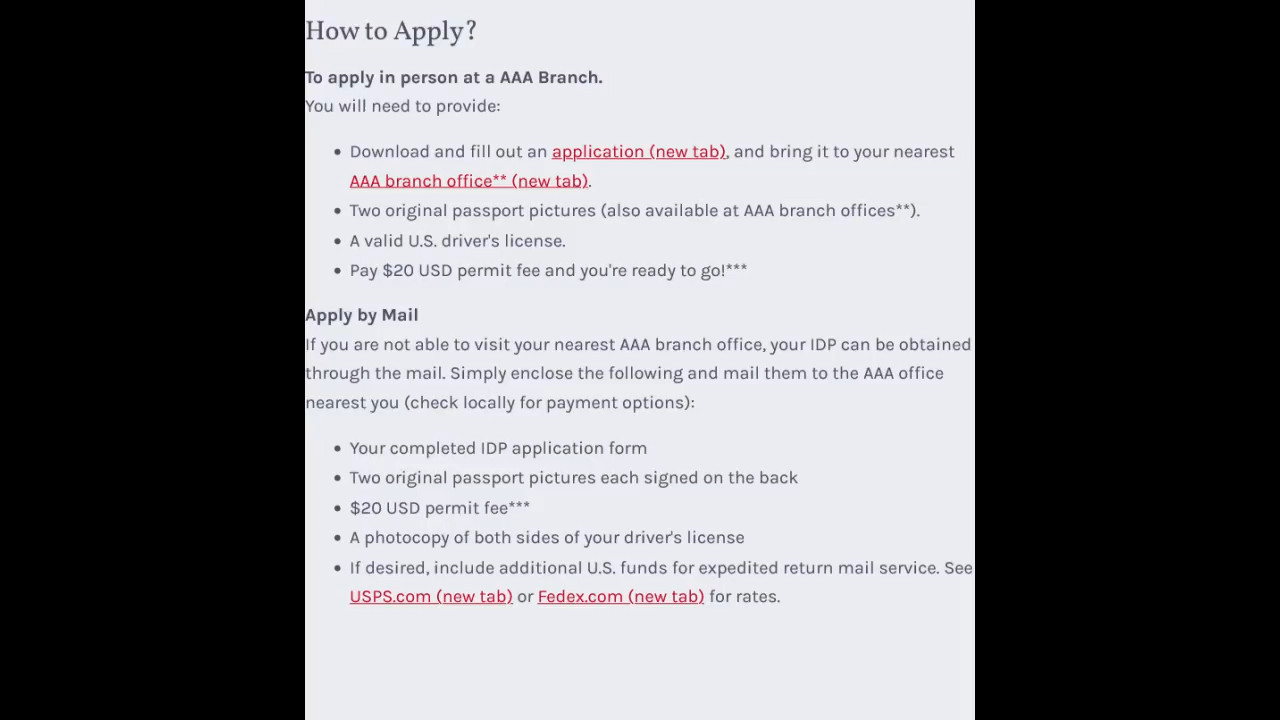 How to Apply?
To apply in person at a AAA Branch.
You will need to provide:
• Download and fill out an application (new tab), and bring it to your nearest
AAA branch office** (new tab).
• Two original passport pictures (also available at AAA branch offices**).
• A valid U.S. driver's license.
• Pay $20 USD permit fee and you're ready to go!***
Apply by Mail
If you are not able to visit your nearest AAA branch office, your IDP can be obtained
through the mail. Simply enclose the following and mail them to the AAA office
nearest you (check locally for payment options):
• Your completed IDP application form
• Two original passport pictures each signed on the back
• $20 USD permit fee***
• A photocopy of both sides of your driver's license
• If desired, include additional U.S. funds for expedited return mail service. See
USPS.com (new tab) or Fedex.com (new tab) for rates.